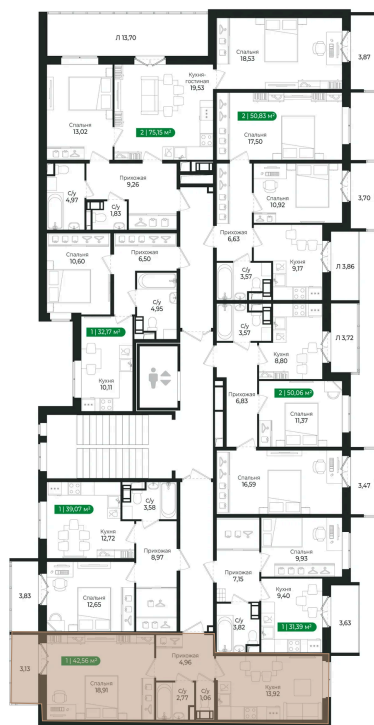 Л 13,70
Спальня
18,53
3,87
Кухня-
гостиная
19,53
Спальня
13,02
2 | 75,15 м²
2 | 50,83 м²
Спальня
17,50
Прихожая
9,26
С/у
4,97
С/у
1,83
Спальня
10,92
3,70
Прихожая
6,63
Прихожая
6,50
Спальня
10,60
Кухня
9,17
Л 3,86
С/у
3,57
С/у
4,95
С/у
3,57
1 | 32,17 м²
Кухня
10,11
Кухня
8,80
Л 3,72
Прихожая
6,83
2 | 50,06 м²
Спальня
11,37
Спальня
16,59
3,47
1 | 39,07 м²
Кухня
12,72
С/у
3,58
Прихожая
8,97
Спальня
9,93
Прихожая
7,15
3,83
Спальня
12,65
Кухня
9,40
С/у
3,82
1 | 31,39 м²
3,63
3,13
1 | 42,56 м²
Спальня
18,91
Прихожая
4,96
С/у
2,77
С/у
1,06
Кухня
13,92